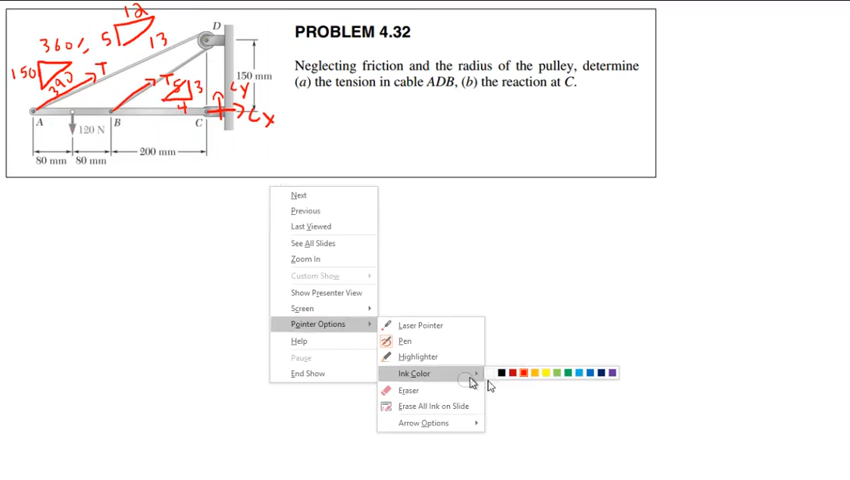 12
5
13
360
150
390
T
T
5
3
4
Cy
Cx
D
150 mm
A
B
C
120 N
200 mm
80 mm 80 mm
PROBLEM 4.32
Neglecting friction and the radius of the pulley, determine
(a) the tension in cable ADB, (b) the reaction at C.
Next
Previous
Last Viewed
See All Slides
Zoom In
Custom Show
Show Presenter View
Screen
Pointer Options
Help
Pause
End Show
Laser Pointer
Pen
Highlighter
Ink Color
Eraser
Erase All Ink on Slide
Arrow Options